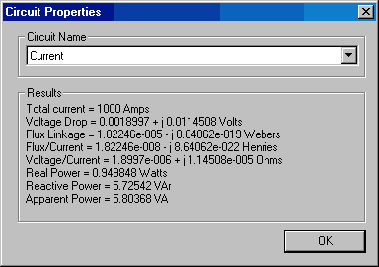 Circuit Properties
Circuit Name
Current
Results
Total current = 1000 Amps
Voltage Drop = 0.0018997 + j 0.0114508 Volts
Flux Linkage = 1.82246e-005 - j 8.64062e-019 Webers
Flux/Current = 1.82246e-008 - j 8.64062e-022 Henries
Voltage/Current = 1.8997e-006 + j 1.14508e-005 Ohms
Real Power = 0.949848 Watts
Reactive Power = 5.72542 VAr
Apparent Power = 5.80368 VA
OK